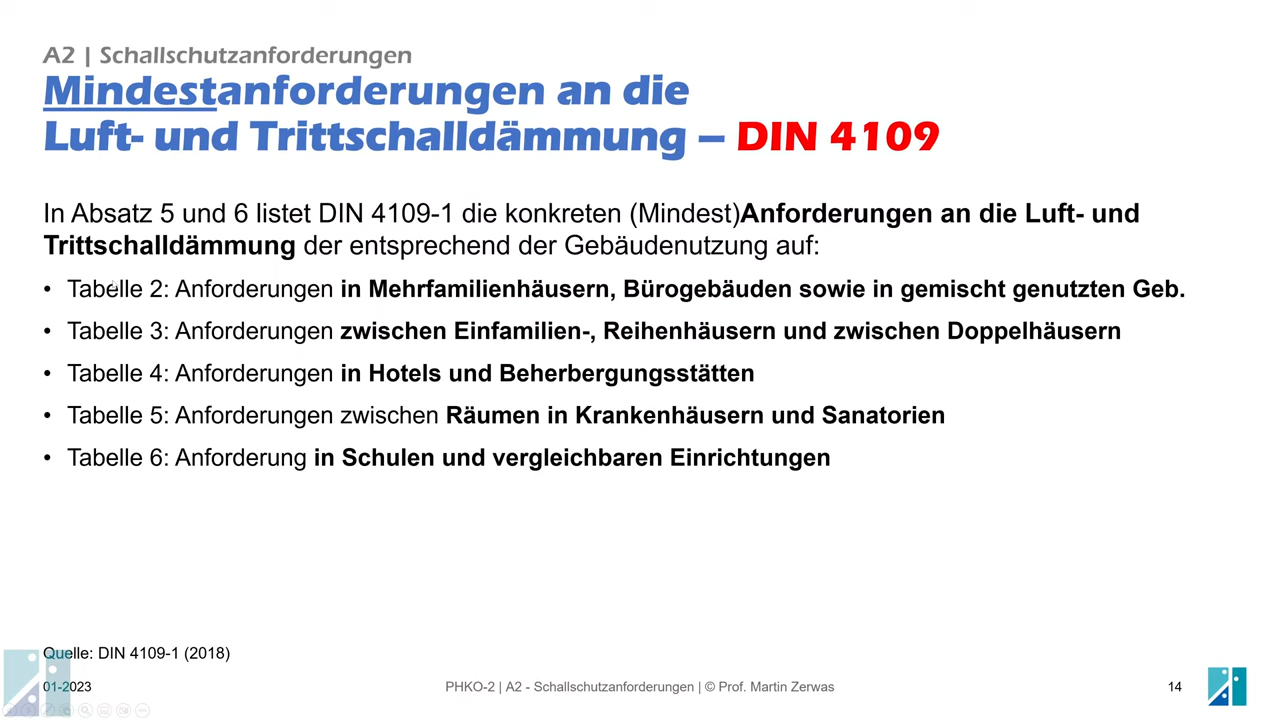 A2 | Schallschutzanforderungen
Mindestanforderungen an die
Luft- und Trittschalldämmung – DIN 4109
In Absatz 5 und 6 listet DIN 4109-1 die konkreten (Mindest)Anforderungen an die Luft- und
Trittschalldämmung der entsprechend der Gebäudenutzung auf:
• Tabelle 2: Anforderungen in Mehrfamilienhäusern, Bürogebäuden sowie in gemischt genutzten Geb.
• Tabelle 3: Anforderungen zwischen Einfamilien-, Reihenhäusern und zwischen Doppelhäusern
• Tabelle 4: Anforderungen in Hotels und Beherbergungsstätten
• Tabelle 5: Anforderungen zwischen Räumen in Krankenhäusern und Sanatorien
• Tabelle 6: Anforderung in Schulen und vergleichbaren Einrichtungen
Quelle: DIN 4109-1 (2018)
01-2023
PHKO-2 | A2 - Schallschutzanforderungen | © Prof. Martin Zerwas
14